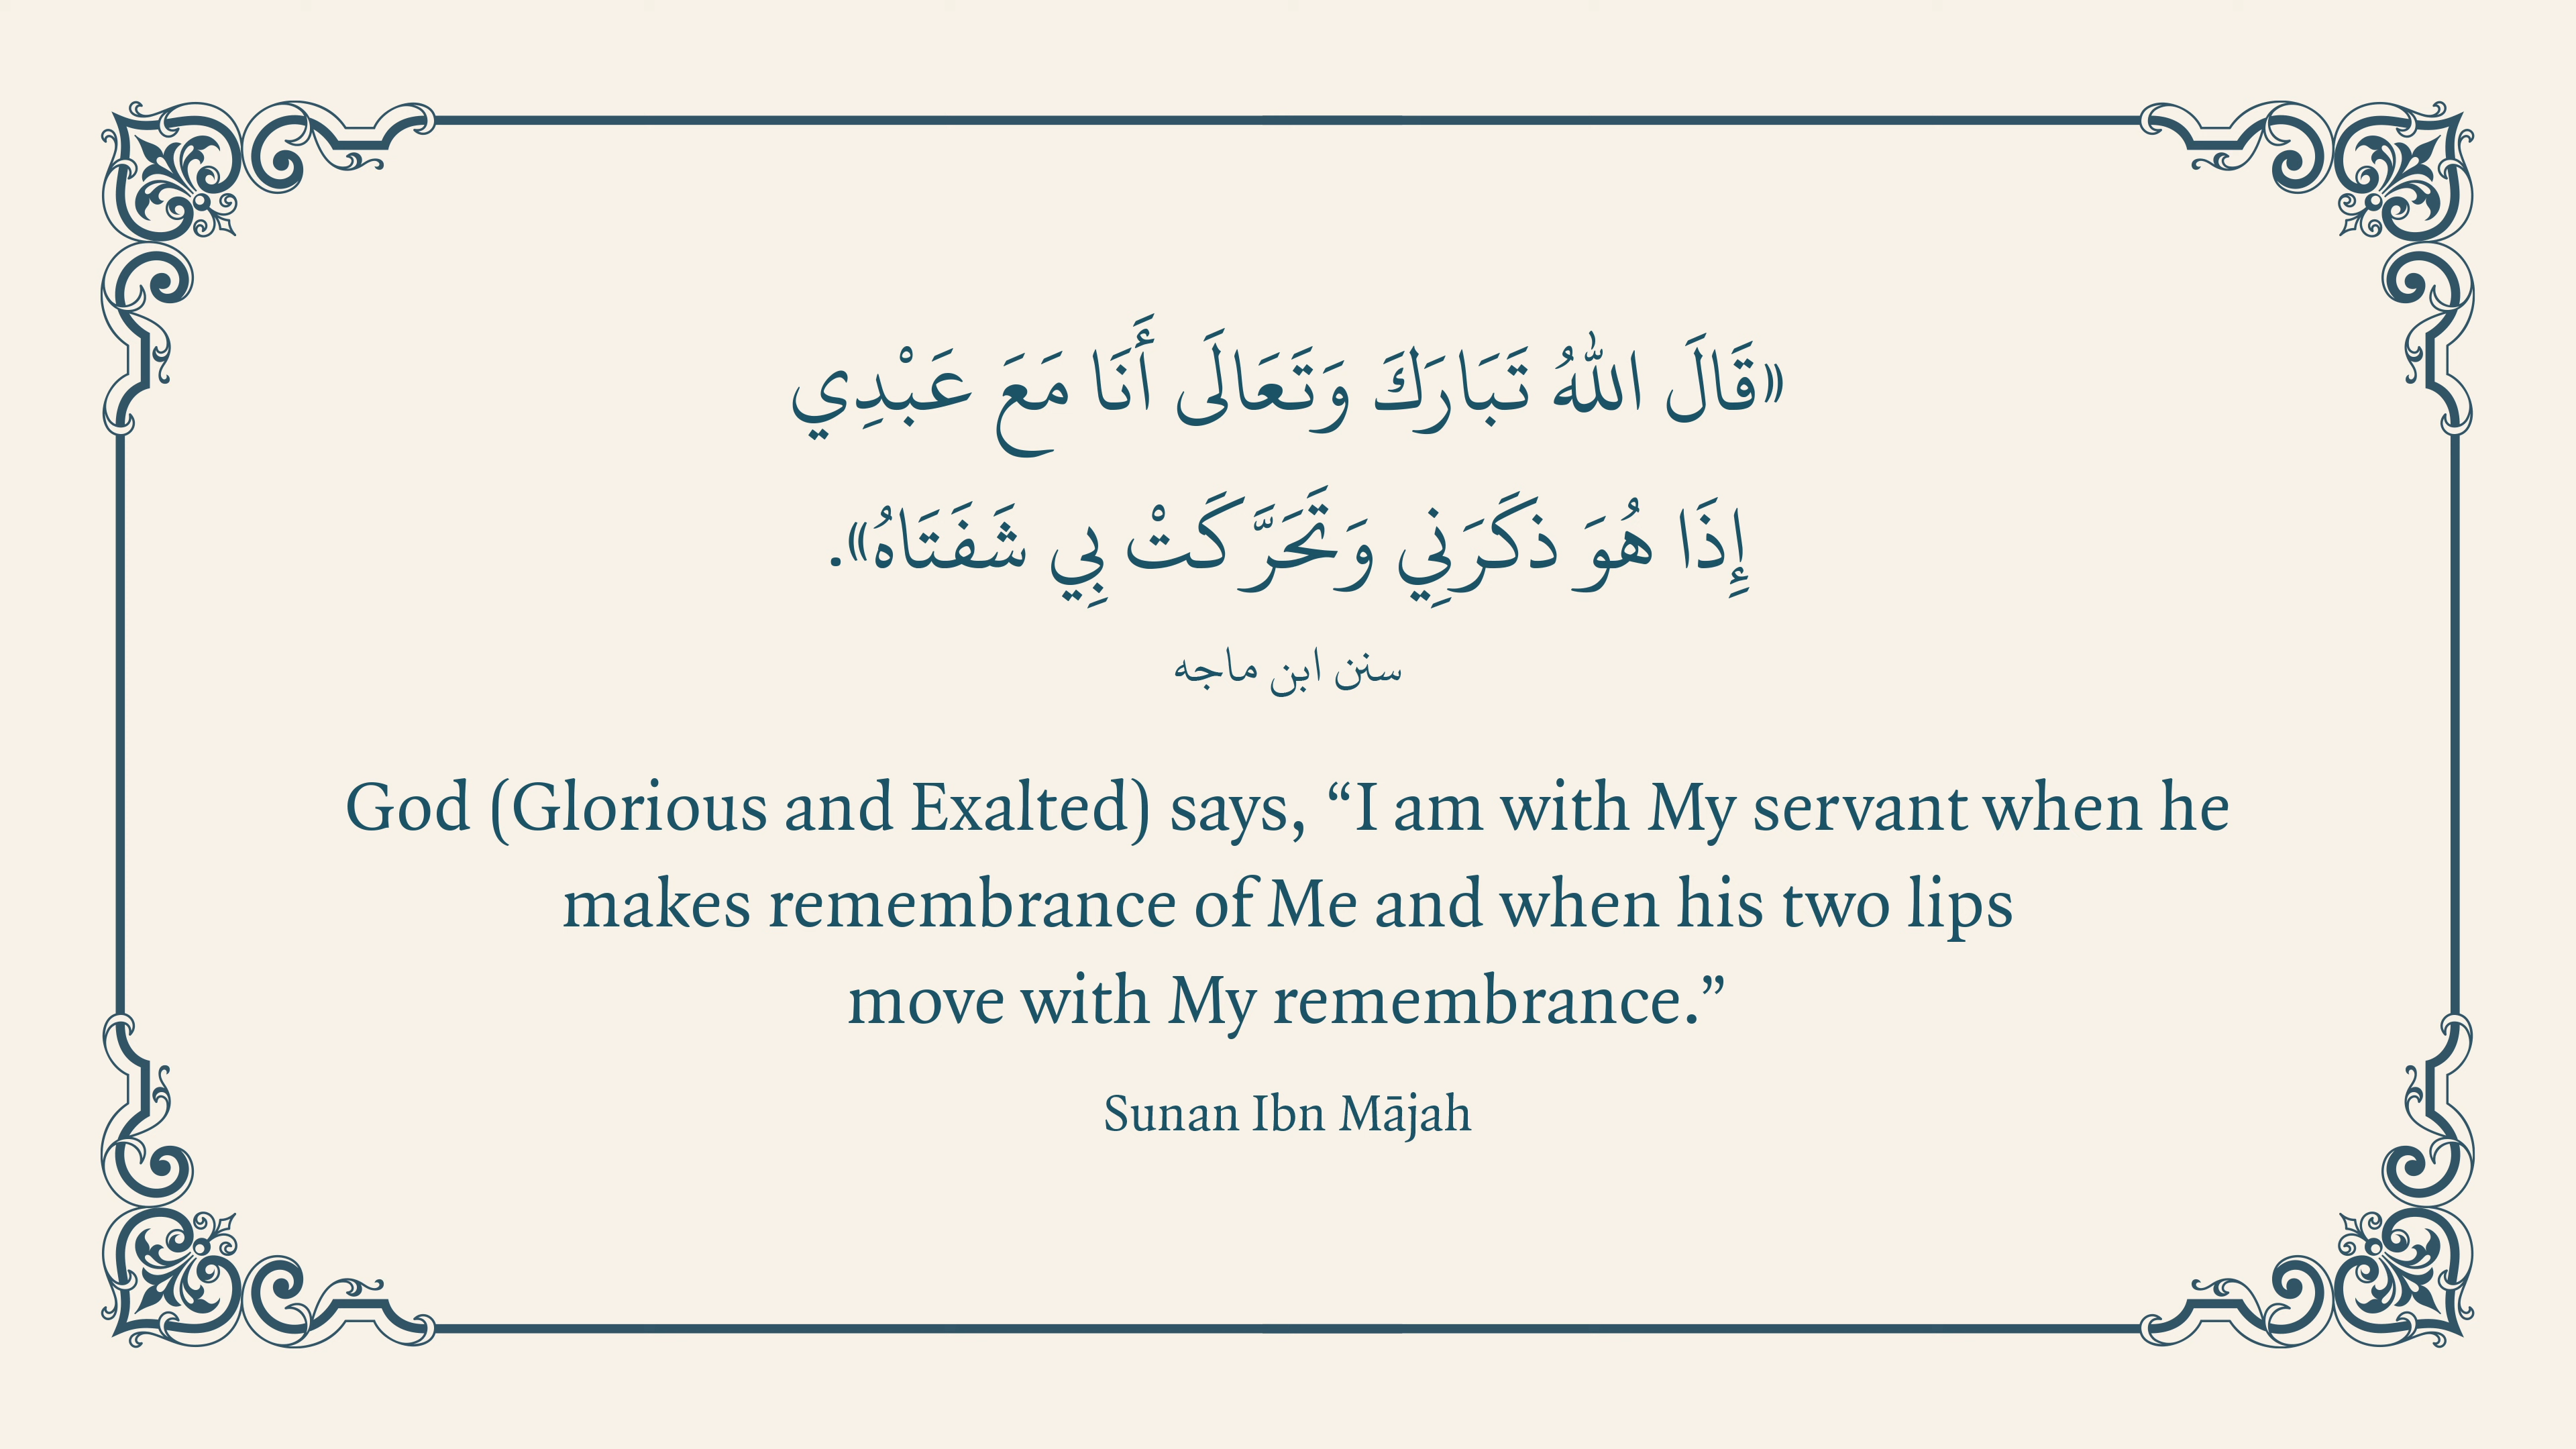 «قَالَ اللهُ تَبَارَكَ وَتَعَالَى أَنَا مَعَ عَبْدِي
إِذَا هُوَ ذَكَرَنِي وَتَحَرَّكَتْ بِي شَفَتَاهُ».
سنن ابن ماجه
God (Glorious and Exalted) says, “I am with My servant when he
makes remembrance of Me and when his two lips
move with My remembrance.”
Sunan Ibn Mājah